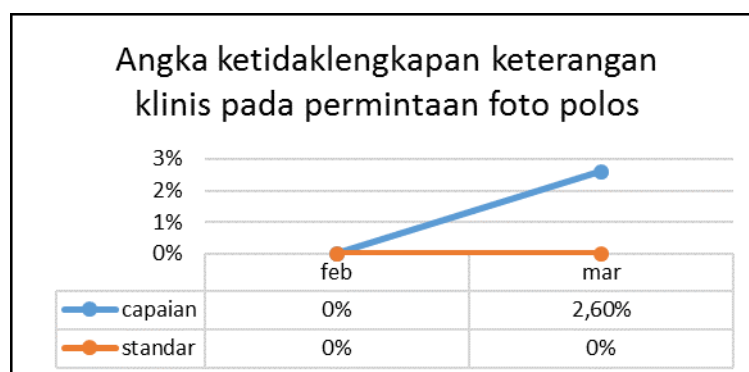 Angka ketidaklengkapan keterangan
klinis pada permintaan foto polos
3%
2%
1%
0%
feb mar
capaian 0% 2,60%
standar 0% 0%